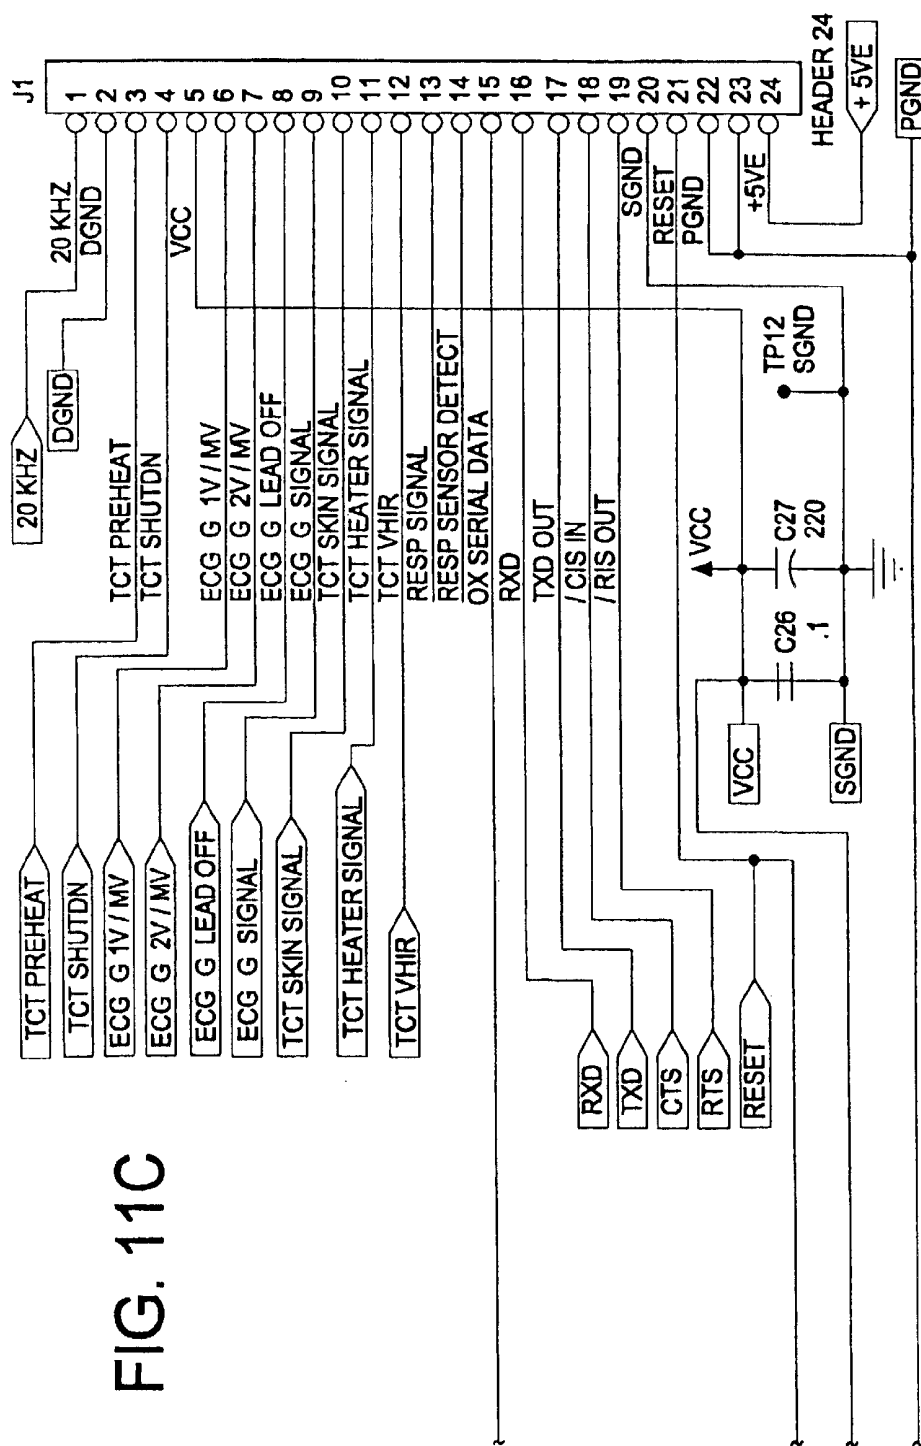 FIG. 11C
J1
1
2
3
4
5
6
7
8
9
10
11
12
13
14
15
16
17
18
19
20
21
22
23
24
HEADER 24
20 KHZ
DGND
20 KHZ
DGND
TCT PREHEAT
TCT SHUTDN
VCC
ECG G 1V / MV
ECG G 2V / MV
ECG G LEAD OFF
ECG G SIGNAL
TCT SKIN SIGNAL
TCT HEATER SIGNAL
TCT VHIR
RESP SIGNAL
RESP SENSOR DETECT
OX SERIAL DATA
RXD
TXD OUT
/ CIS IN
/ RIS OUT
SGND
RESET
PGND
+5VE
+ 5VE
PGND
TCT PREHEAT
TCT SHUTDN
ECG G 1V / MV
ECG G 2V / MV
ECG G LEAD OFF
ECG G SIGNAL
TCT SKIN SIGNAL
TCT HEATER SIGNAL
TCT VHIR
RXD
TXD
CTS
RTS
RESET
VCC
SGND
VCC
C26
.1
C27
220
TP12
SGND